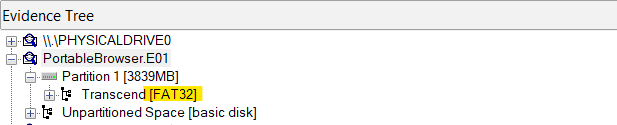 Evidence Tree
\\.\PHYSICALDRIVE0
PortableBrowser.E01
Partition 1 [3839MB]
Transcend [FAT32]
Unpartitioned Space [basic disk]